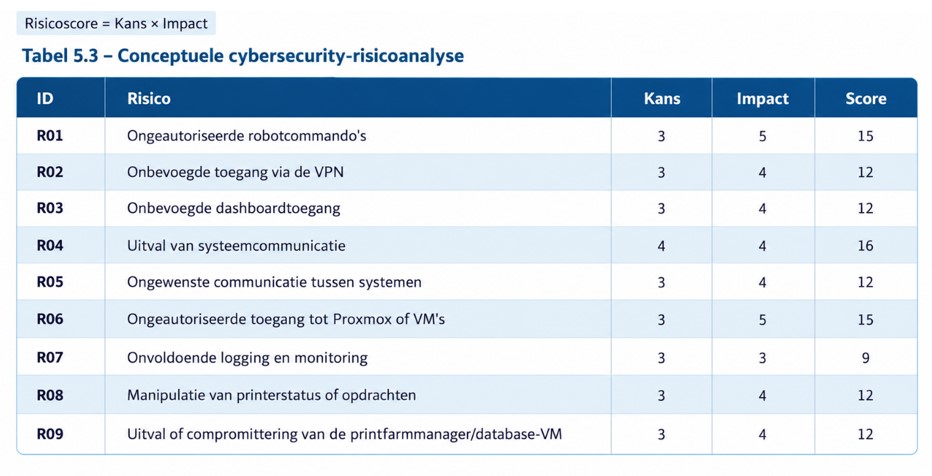 Risicoscore = Kans × Impact
Tabel 5.3 – Conceptuele cybersecurity-risicoanalyse
ID Risico Kans Impact Score
R01 Ongeautoriseerde robotcommando's 3 5 15
R02 Onbevoegde toegang via de VPN 3 4 12
R03 Onbevoegde dashboardtoegang 3 4 12
R04 Uitval van systeemcommunicatie 4 4 16
R05 Ongewenste communicatie tussen systemen 3 4 12
R06 Ongeautoriseerde toegang tot Proxmox of VM's 3 5 15
R07 Onvoldoende logging en monitoring 3 3 9
R08 Manipulatie van printerstatus of opdrachten 3 4 12
R09 Uitval of compromittering van de printfarmmanager/database-VM 3 4 12